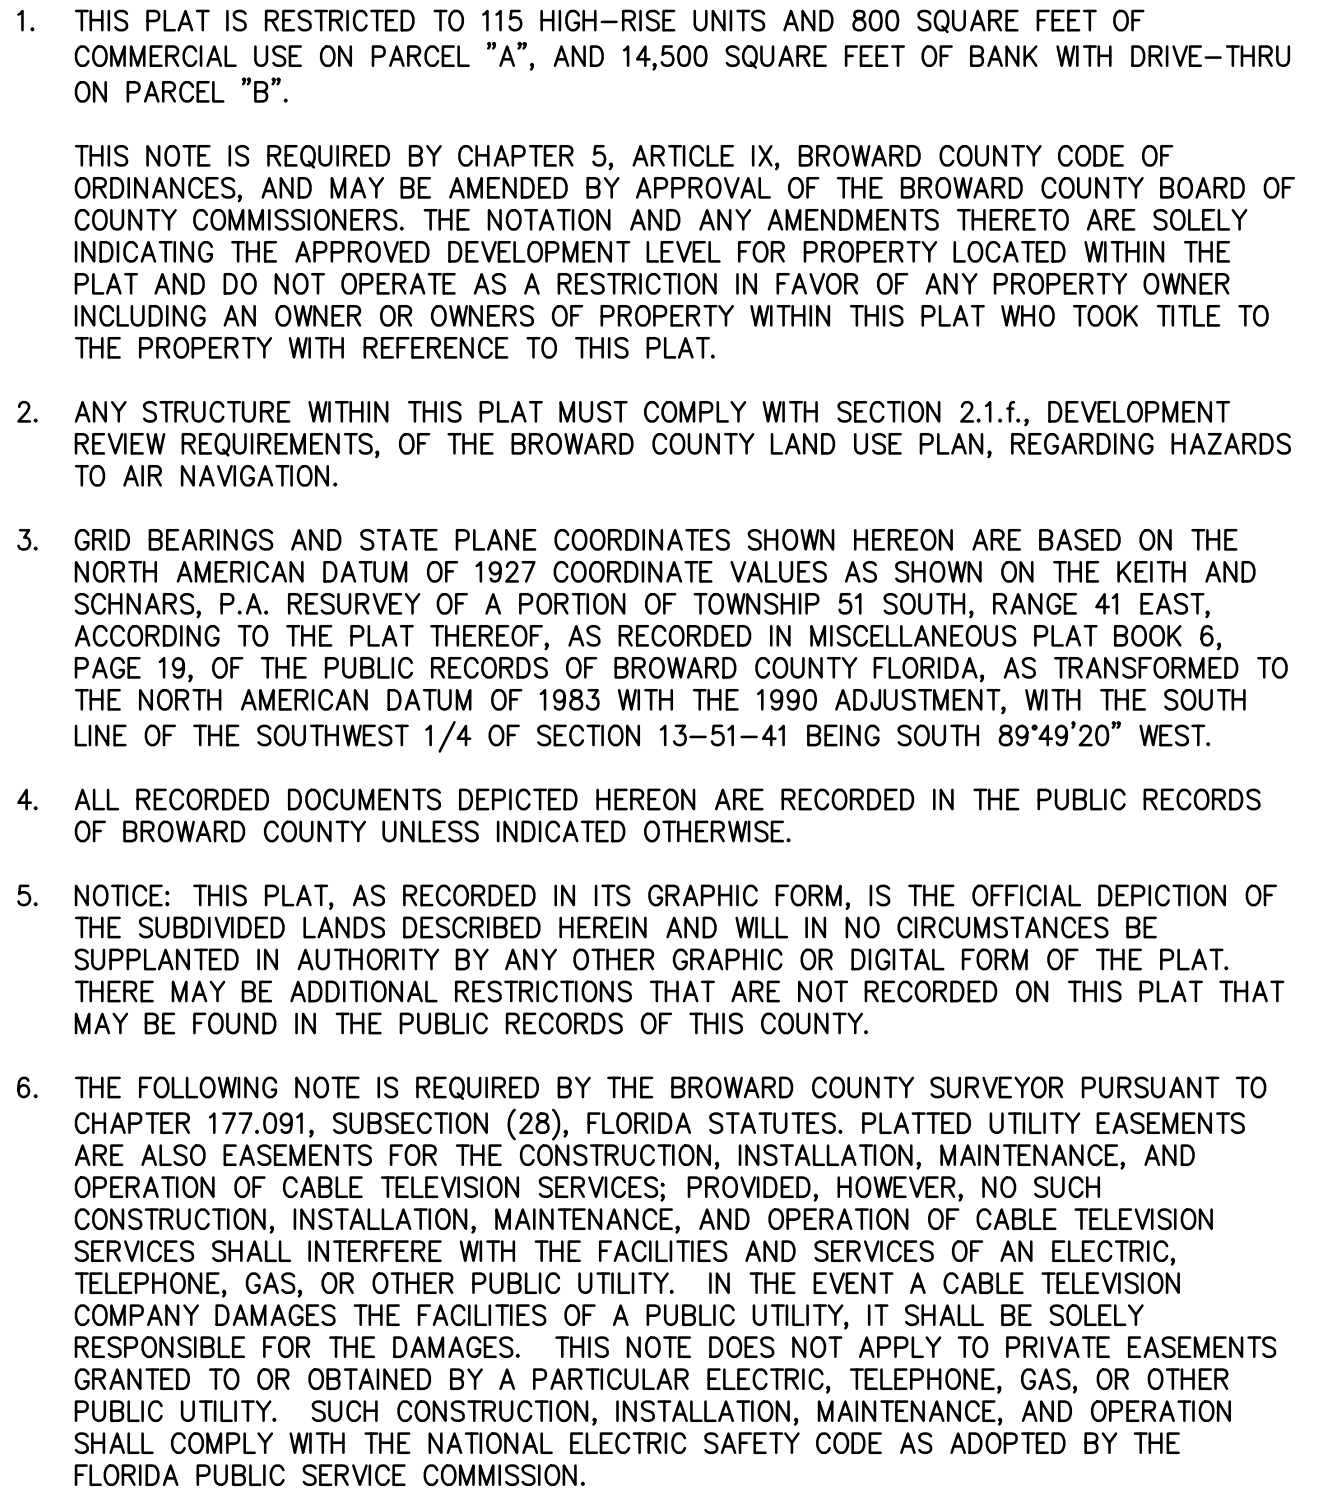 1. THIS PLAT IS RESTRICTED TO 115 HIGH-RISE UNITS AND 800 SQUARE FEET OF
COMMERCIAL USE ON PARCEL "A", AND 14,500 SQUARE FEET OF BANK WITH DRIVE-THRU
ON PARCEL "B".
THIS NOTE IS REQUIRED BY CHAPTER 5, ARTICLE IX, BROWARD COUNTY CODE OF
ORDINANCES, AND MAY BE AMENDED BY APPROVAL OF THE BROWARD COUNTY BOARD OF
COUNTY COMMISSIONERS. THE NOTATION AND ANY AMENDMENTS THERETO ARE SOLELY
INDICATING THE APPROVED DEVELOPMENT LEVEL FOR PROPERTY LOCATED WITHIN THE
PLAT AND DO NOT OPERATE AS A RESTRICTION IN FAVOR OF ANY PROPERTY OWNER
INCLUDING AN OWNER OR OWNERS OF PROPERTY WITHIN THIS PLAT WHO TOOK TITLE TO
THE PROPERTY WITH REFERENCE TO THIS PLAT.
2. ANY STRUCTURE WITHIN THIS PLAT MUST COMPLY WITH SECTION 2.1.f., DEVELOPMENT
REVIEW REQUIREMENTS, OF THE BROWARD COUNTY LAND USE PLAN, REGARDING HAZARDS
TO AIR NAVIGATION.
3. GRID BEARINGS AND STATE PLANE COORDINATES SHOWN HEREON ARE BASED ON THE
NORTH AMERICAN DATUM OF 1927 COORDINATE VALUES AS SHOWN ON THE KEITH AND
SCHNARS, P.A. RESURVEY OF A PORTION OF TOWNSHIP 51 SOUTH, RANGE 41 EAST,
ACCORDING TO THE PLAT THEREOF, AS RECORDED IN MISCELLANEOUS PLAT BOOK 6,
PAGE 19, OF THE PUBLIC RECORDS OF BROWARD COUNTY FLORIDA, AS TRANSFORMED TO
THE NORTH AMERICAN DATUM OF 1983 WITH THE 1990 ADJUSTMENT, WITH THE SOUTH
LINE OF THE SOUTHWEST 1/4 OF SECTION 13-51-41 BEING SOUTH 89°49'20" WEST.
4. ALL RECORDED DOCUMENTS DEPICTED HEREON ARE RECORDED IN THE PUBLIC RECORDS
OF BROWARD COUNTY UNLESS INDICATED OTHERWISE.
5. NOTICE: THIS PLAT, AS RECORDED IN ITS GRAPHIC FORM, IS THE OFFICIAL DEPICTION OF
THE SUBDIVIDED LANDS DESCRIBED HEREIN AND WILL IN NO CIRCUMSTANCES BE
SUPPLANTED IN AUTHORITY BY ANY OTHER GRAPHIC OR DIGITAL FORM OF THE PLAT.
THERE MAY BE ADDITIONAL RESTRICTIONS THAT ARE NOT RECORDED ON THIS PLAT THAT
MAY BE FOUND IN THE PUBLIC RECORDS OF THIS COUNTY.
6. THE FOLLOWING NOTE IS REQUIRED BY THE BROWARD COUNTY SURVEYOR PURSUANT TO
CHAPTER 177.091, SUBSECTION (28), FLORIDA STATUTES. PLATTED UTILITY EASEMENTS
ARE ALSO EASEMENTS FOR THE CONSTRUCTION, INSTALLATION, MAINTENANCE, AND
OPERATION OF CABLE TELEVISION SERVICES; PROVIDED, HOWEVER, NO SUCH
CONSTRUCTION, INSTALLATION, MAINTENANCE, AND OPERATION OF CABLE TELEVISION
SERVICES SHALL INTERFERE WITH THE FACILITIES AND SERVICES OF AN ELECTRIC,
TELEPHONE, GAS, OR OTHER PUBLIC UTILITY. IN THE EVENT A CABLE TELEVISION
COMPANY DAMAGES THE FACILITIES OF A PUBLIC UTILITY, IT SHALL BE SOLELY
RESPONSIBLE FOR THE DAMAGES. THIS NOTE DOES NOT APPLY TO PRIVATE EASEMENTS
GRANTED TO OR OBTAINED BY A PARTICULAR ELECTRIC, TELEPHONE, GAS, OR OTHER
PUBLIC UTILITY. SUCH CONSTRUCTION, INSTALLATION, MAINTENANCE, AND OPERATION
SHALL COMPLY WITH THE NATIONAL ELECTRIC SAFETY CODE AS ADOPTED BY THE
FLORIDA PUBLIC SERVICE COMMISSION.